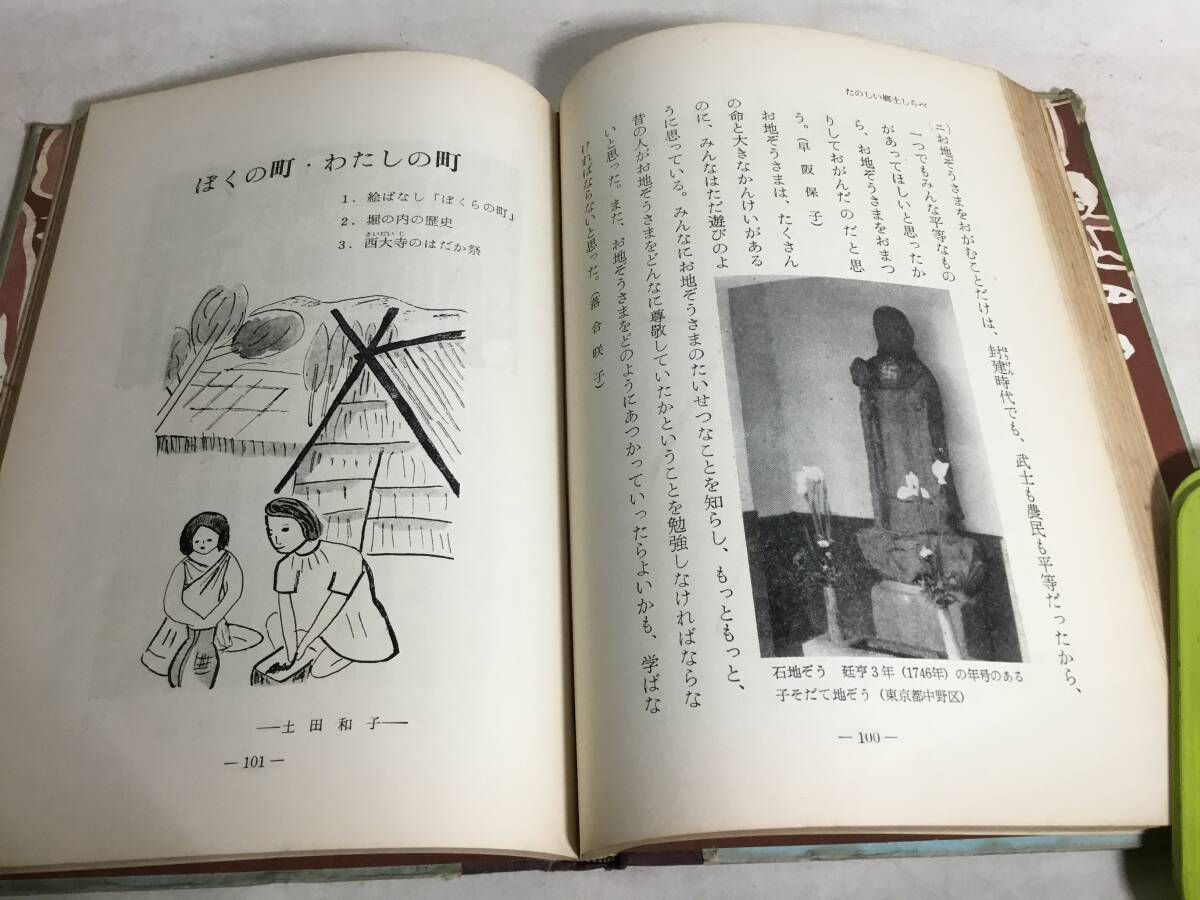 たのしい郷土しらべ
(ニ)お地ぞうさまをおがむことだけは、封建時代でも、武士も農民も平等だったから、
ほうけん
一つでもみんな平等なもの
があってほしいと思ったか
ら、お地ぞうさまをおまつ
りしておがんだのだと思
う。(早阪保子)
お地ぞうさまは、たくさん
の命と大きなかんけいがある
のに、みんなはただ遊びのよ
うに思っている。みんなにお地ぞうさまのたいせつなことを知らし、もっともっと、
昔の人がお地ぞうさまをどんなに尊敬していたかということを勉強しなければならな
いと思った。また、お地ぞうさまをどのようにあつかっていったらよいかも、学ばな
ければならないと思った。(落合咲子)
石地ぞう 廷亨3年(1746年)の年号のある
子そだて地ぞう(東京都中野区)
— 100 —
ぼくの町・わたしの町
1. 絵ばなし「ぼくらの町」
2. 堀の内の歴史
さいだいじ
3. 西大寺のはだか祭
——土田和子——
— 101 —